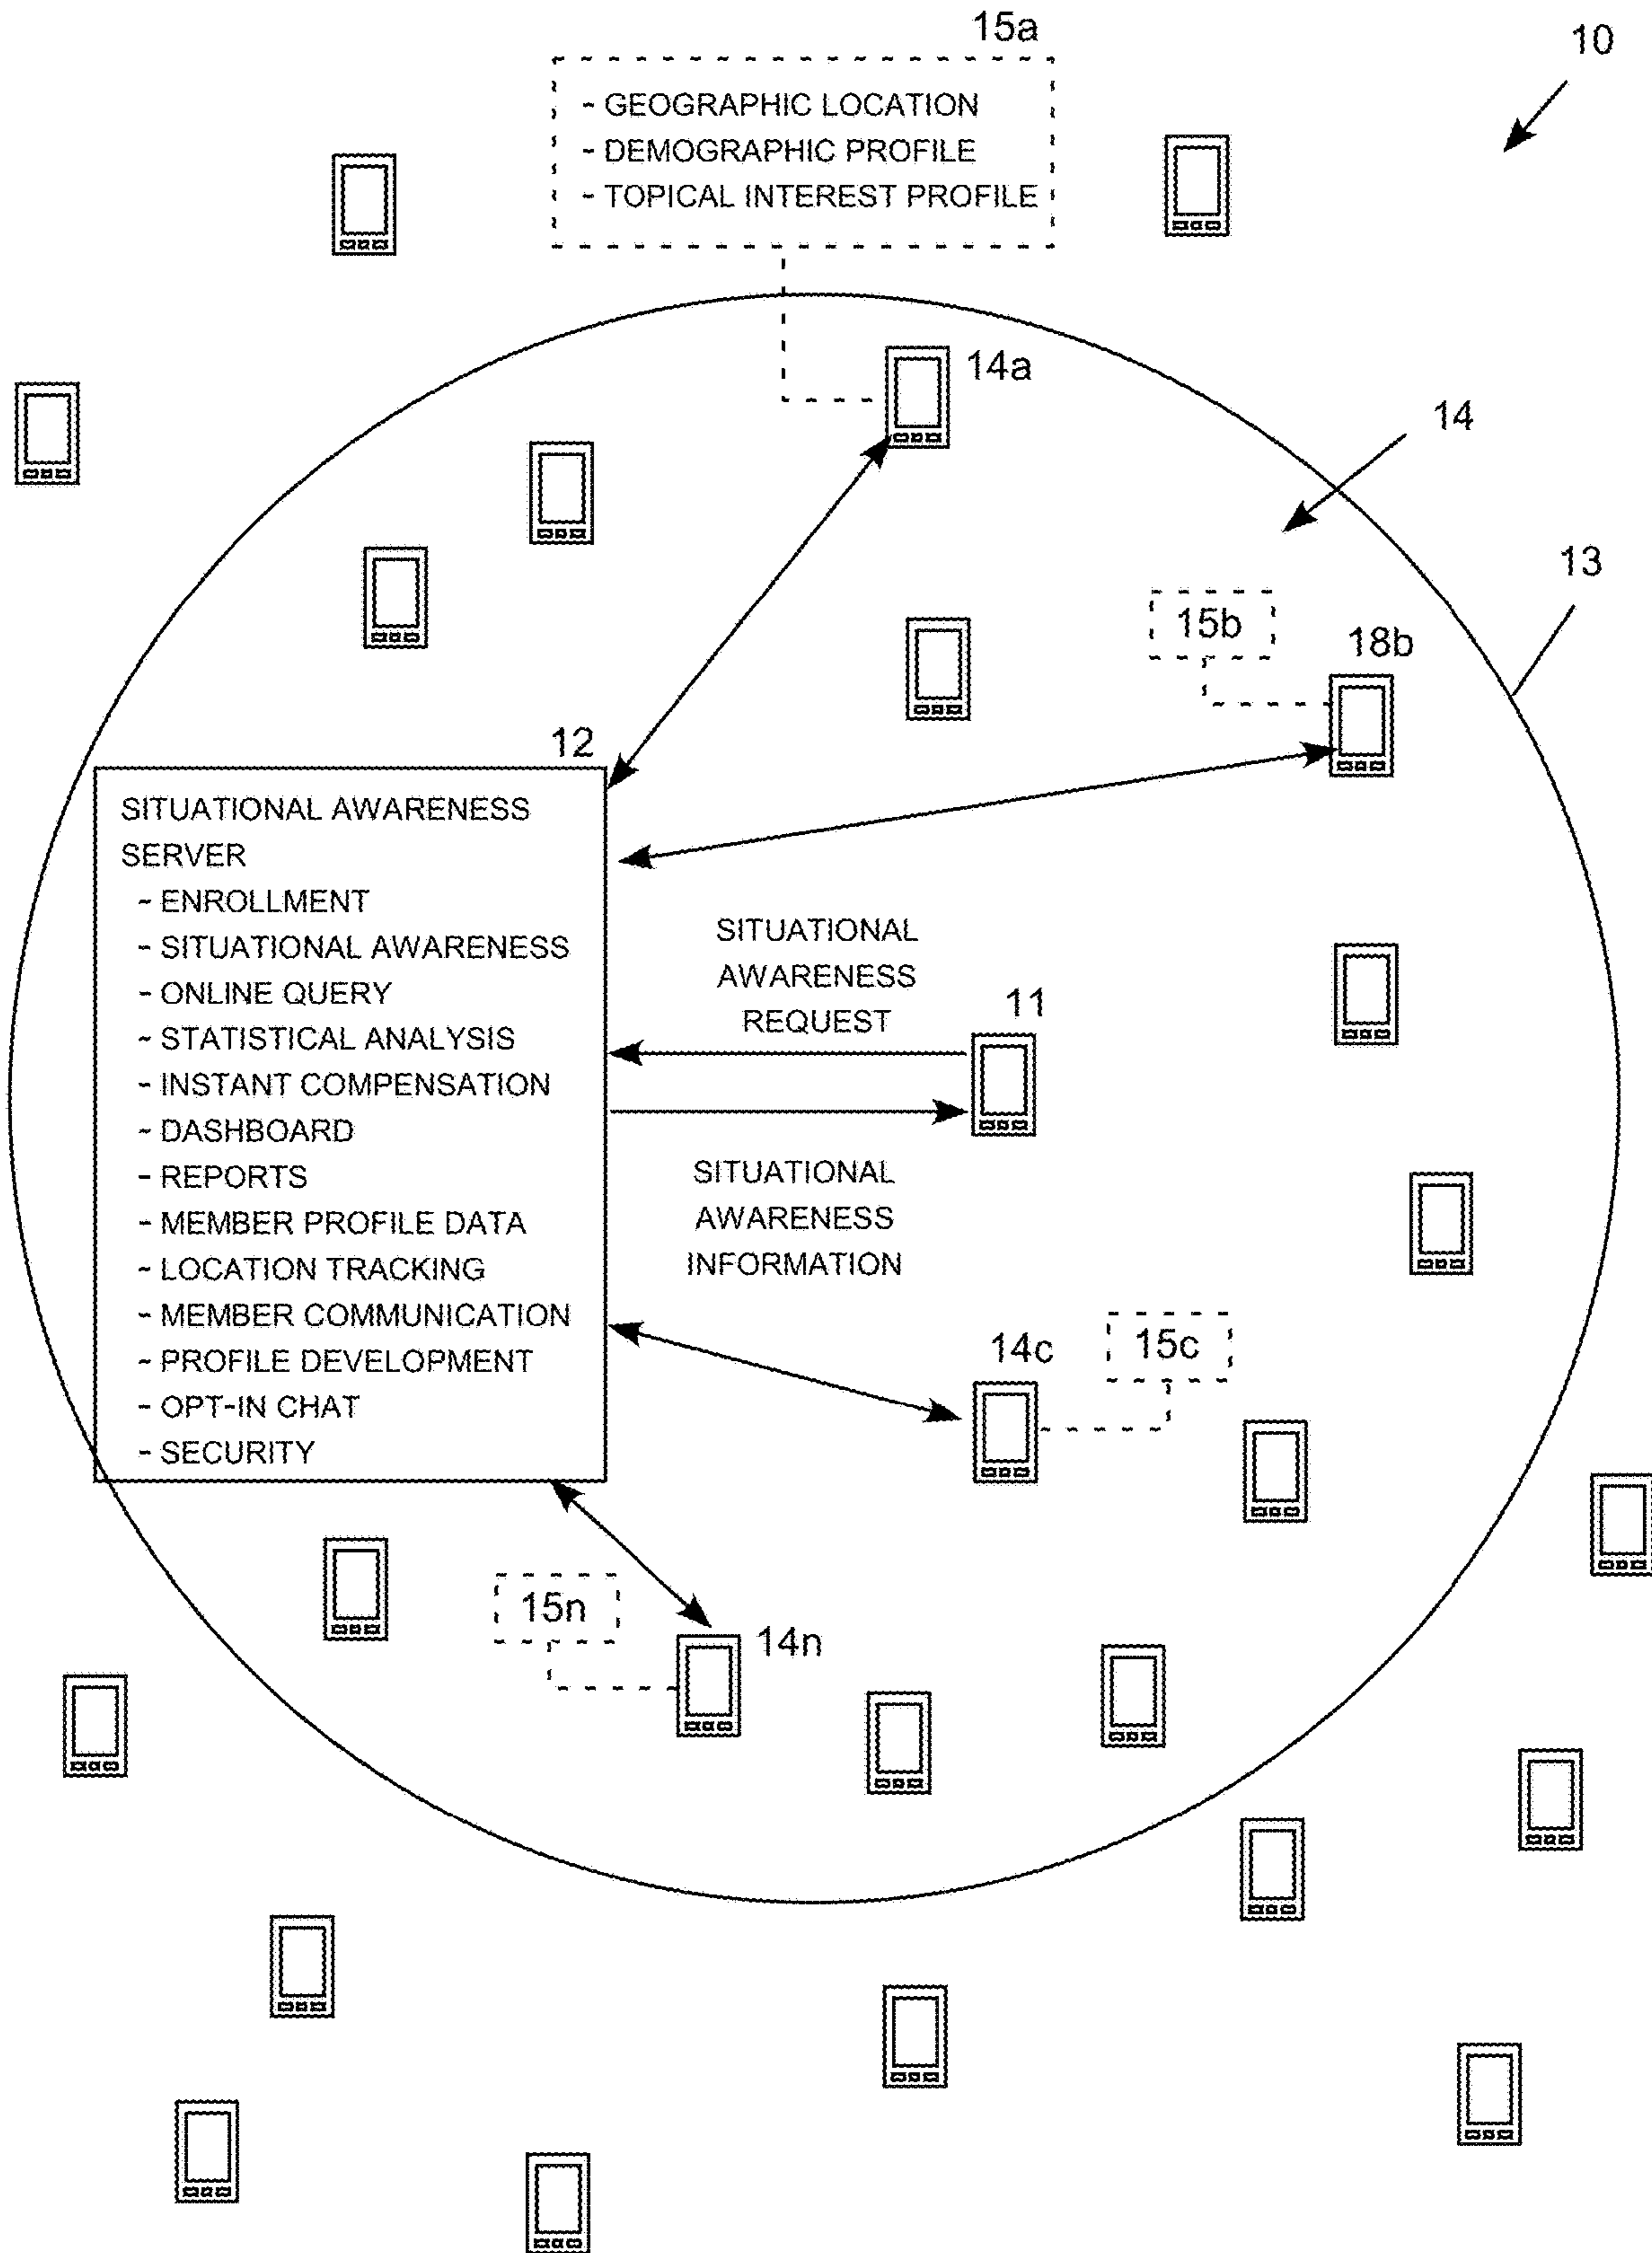 15a
10
- GEOGRAPHIC LOCATION
- DEMOGRAPHIC PROFILE
- TOPICAL INTEREST PROFILE
14a
14
13
15b
18b
12
SITUATIONAL AWARENESS
SERVER
- ENROLLMENT
- SITUATIONAL AWARENESS
- ONLINE QUERY
- STATISTICAL ANALYSIS
- INSTANT COMPENSATION
- DASHBOARD
- REPORTS
- MEMBER PROFILE DATA
- LOCATION TRACKING
- MEMBER COMMUNICATION
- PROFILE DEVELOPMENT
- OPT-IN CHAT
- SECURITY
SITUATIONAL
AWARENESS
REQUEST
11
SITUATIONAL
AWARENESS
INFORMATION
14c
15c
15n
14n